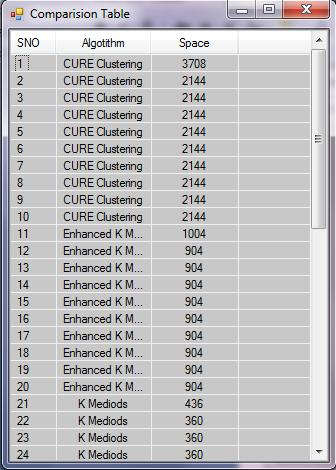 Comparision Table
SNO Algotithm Space
1 CURE Clustering 3708
2 CURE Clustering 2144
3 CURE Clustering 2144
4 CURE Clustering 2144
5 CURE Clustering 2144
6 CURE Clustering 2144
7 CURE Clustering 2144
8 CURE Clustering 2144
9 CURE Clustering 2144
10 CURE Clustering 2144
11 Enhanced K M... 1004
12 Enhanced K M... 904
13 Enhanced K M... 904
14 Enhanced K M... 904
15 Enhanced K M... 904
16 Enhanced K M... 904
17 Enhanced K M... 904
18 Enhanced K M... 904
19 Enhanced K M... 904
20 Enhanced K M... 904
21 K Mediods 436
22 K Mediods 360
23 K Mediods 360
24 K Mediods 360